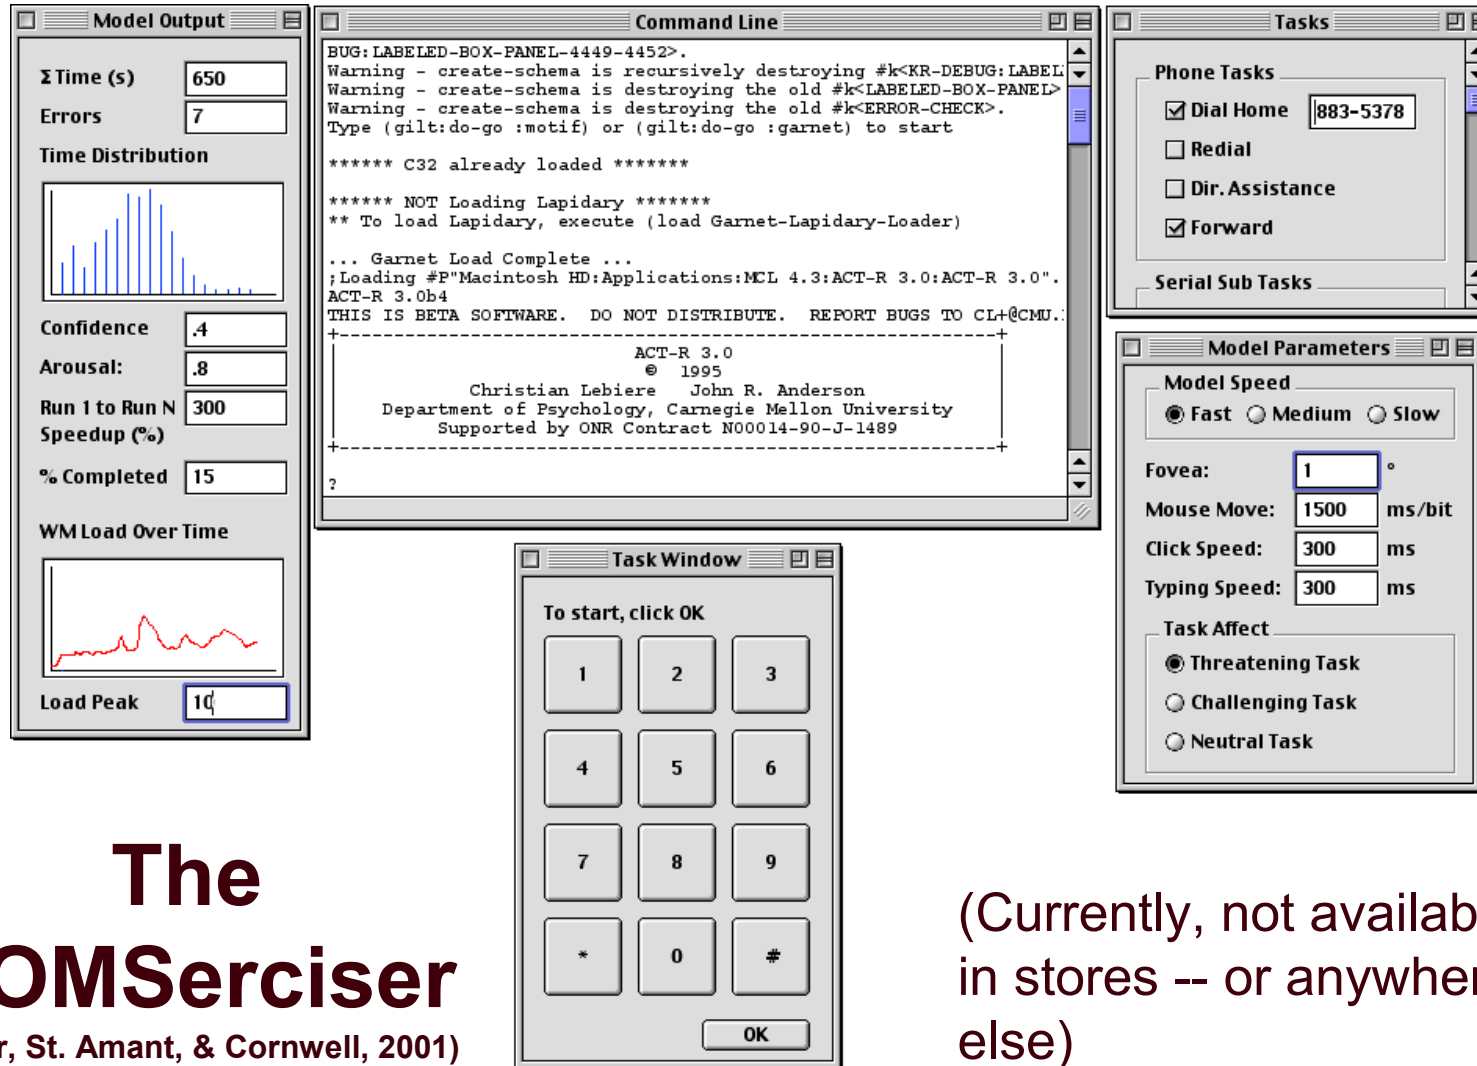 Model Output
Σ Time (s) 650
Errors 7
Time Distribution
Confidence .4
Arousal: .8
Run 1 to Run N 300
Speedup (%)
% Completed 15
WM Load Over Time
Load Peak 10
Command Line
BUG:LABELED-BOX-PANEL-4449-4452>.
Warning - create-schema is recursively destroying #k<KR-DEBUG:LABEL
Warning - create-schema is destroying the old #k<LABELED-BOX-PANEL>
Warning - create-schema is destroying the old #k<ERROR-CHECK>.
Type (gilt:do-go :motif) or (gilt:do-go :garnet) to start
****** C32 already loaded *******
****** NOT Loading Lapidary *******
** To load Lapidary, execute (load Garnet-Lapidary-Loader)
... Garnet Load Complete ...
;Loading #P"Macintosh HD:Applications:MCL 4.3:ACT-R 3.0:ACT-R 3.0".
ACT-R 3.0b4
THIS IS BETA SOFTWARE. DO NOT DISTRIBUTE. REPORT BUGS TO CL+@CMU.
ACT-R 3.0
© 1995
Christian Lebiere John R. Anderson
Department of Psychology, Carnegie Mellon University
Supported by ONR Contract N00014-90-J-1489
?
Tasks
Phone Tasks
Dial Home 883-5378
Redial
Dir. Assistance
Forward
Serial Sub Tasks
Model Parameters
Model Speed
Fast Medium Slow
Fovea: 1 °
Mouse Move: 1500 ms/bit
Click Speed: 300 ms
Typing Speed: 300 ms
Task Affect
Threatening Task
Challenging Task
Neutral Task
Task Window
To start, click OK
1 2 3
4 5 6
7 8 9
* 0 #
OK
The
OMSerciser
r, St. Amant, & Cornwell, 2001)
(Currently, not availab
in stores -- or anywher
else)